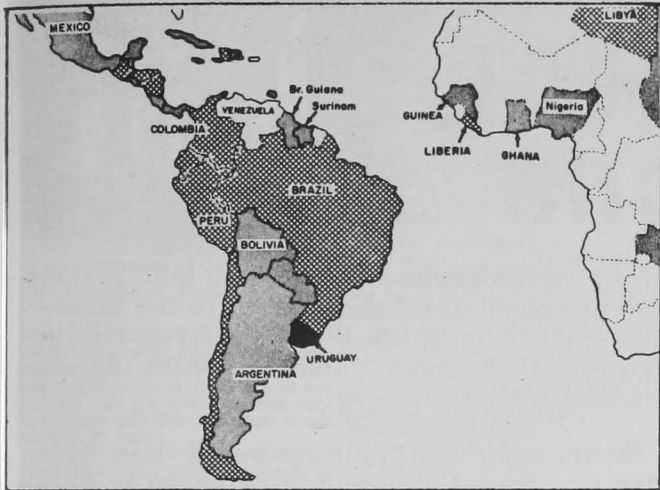 MEXICO
LIBYA
Br. Guiana
Surinam
VENEZUELA
GUINEA
Nigeria
COLOMBIA
LIBERIA
GHANA
BRAZIL
PERU
BOLIVIA
URUGUAY
ARGENTINA